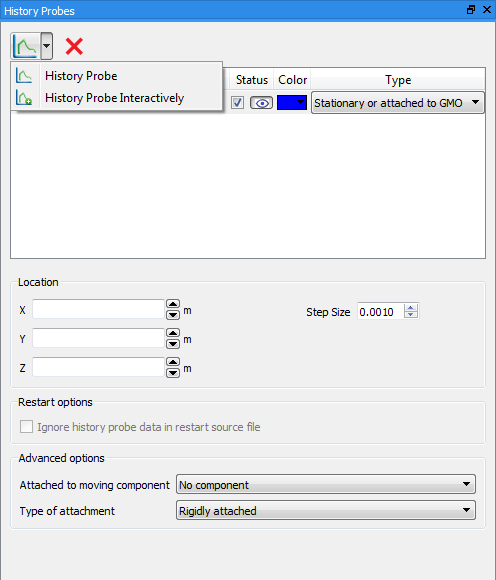 History Probes
History Probe
History Probe Interactively
Status Color Type
Stationary or attached to GMO
Location
X m
Step Size 0.0010
Y m
Z m
Restart options
Ignore history probe data in restart source file
Advanced options
Attached to moving component No component
Type of attachment Rigidly attached